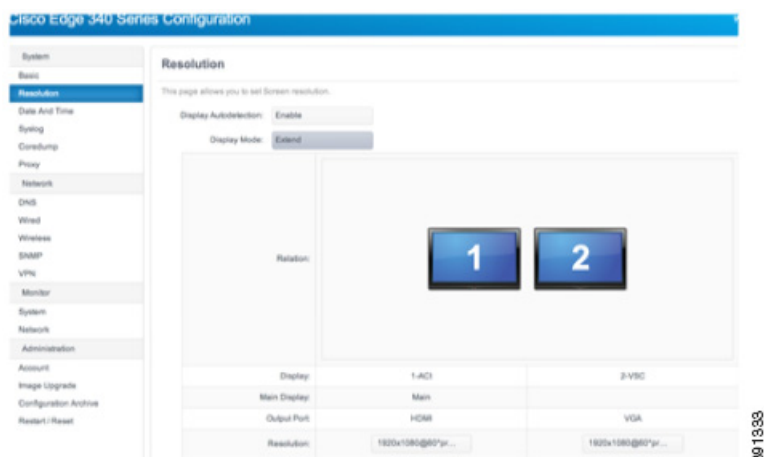 Cisco Edge 340 Series Configuration
System
Basic
Resolution
Date And Time
Syslog
Coredump
Proxy
Network
DNS
Wired
Wireless
SNMP
VPN
Monitor
System
Network
Administration
Account
Image Upgrade
Configuration Archive
Restart / Reset
Resolution
This page allows you to set Screen resolution.
Display Autodetection: Enable
Display Mode: Extend
Relation: 1 2
Display: 1-ACI 2-VSC
Main Display: Main
Output Port: HDMI VGA
Resolution: 1920x1080@60*pr... 1920x1080@60*pr...
391333